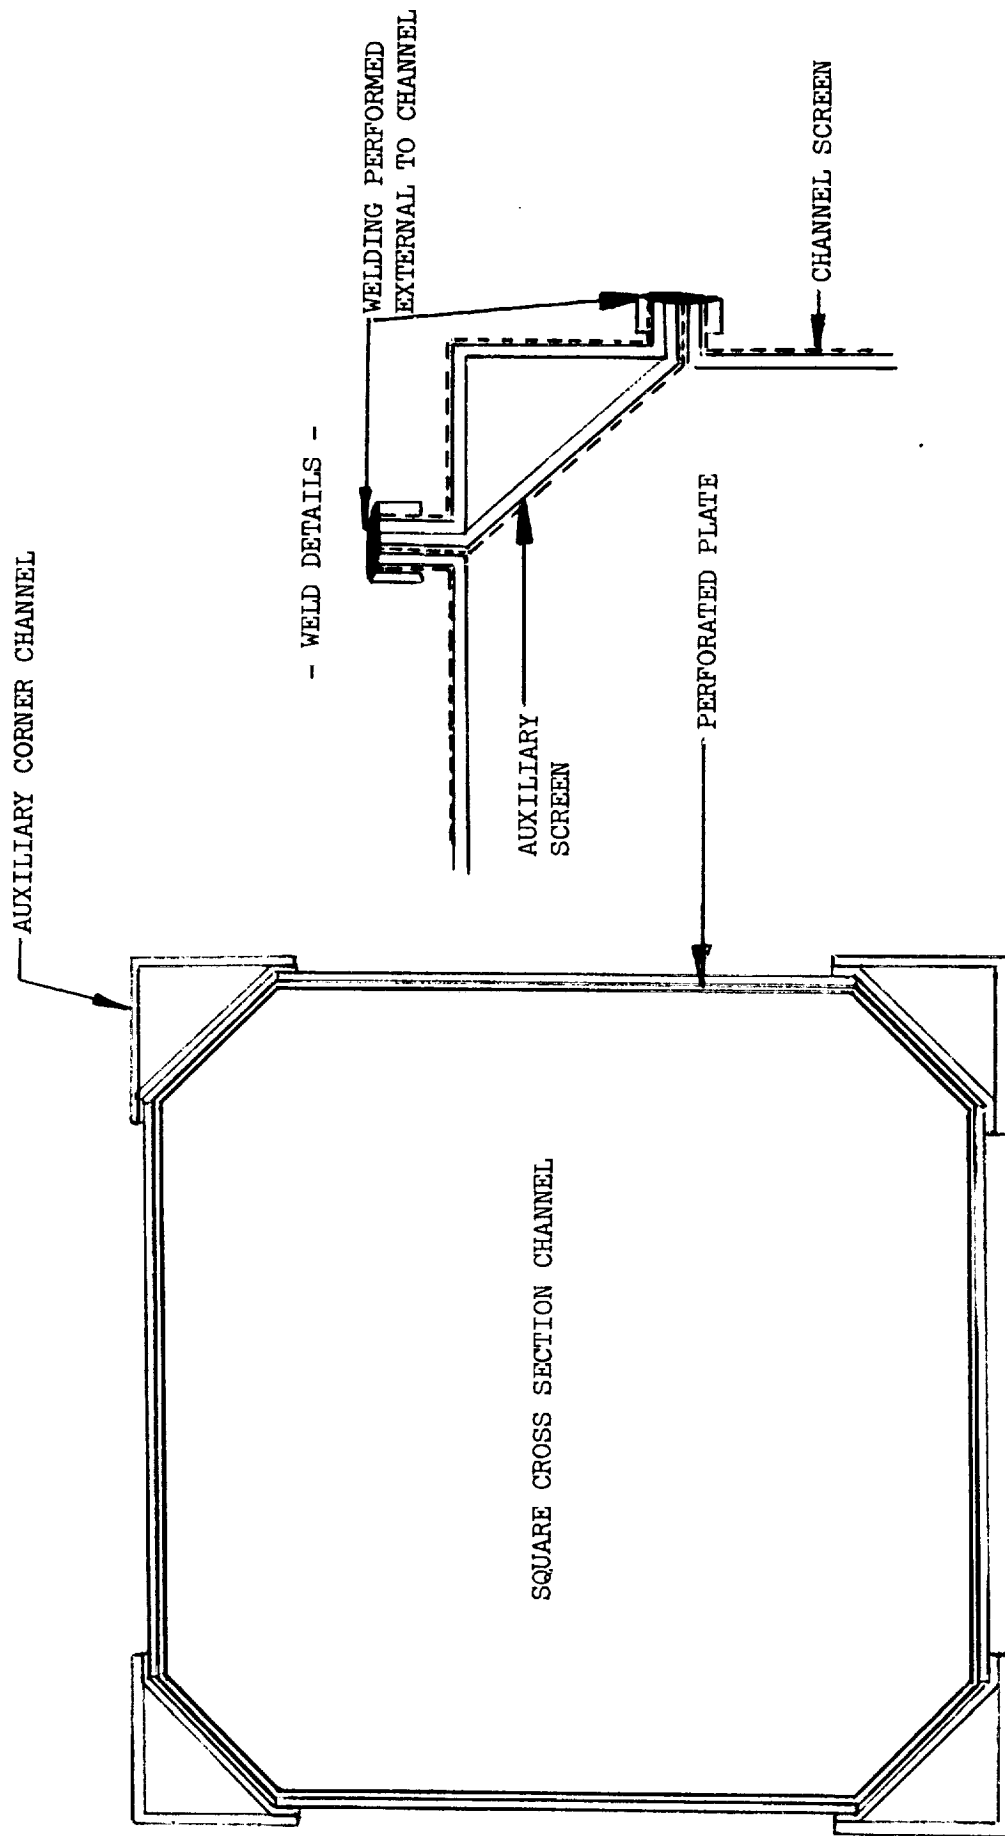 AUXILIARY CORNER CHANNEL
SQUARE CROSS SECTION CHANNEL
PERFORATED PLATE
- WELD DETAILS -
WELDING PERFORMED
EXTERNAL TO CHANNEL
AUXILIARY
SCREEN
CHANNEL SCREEN